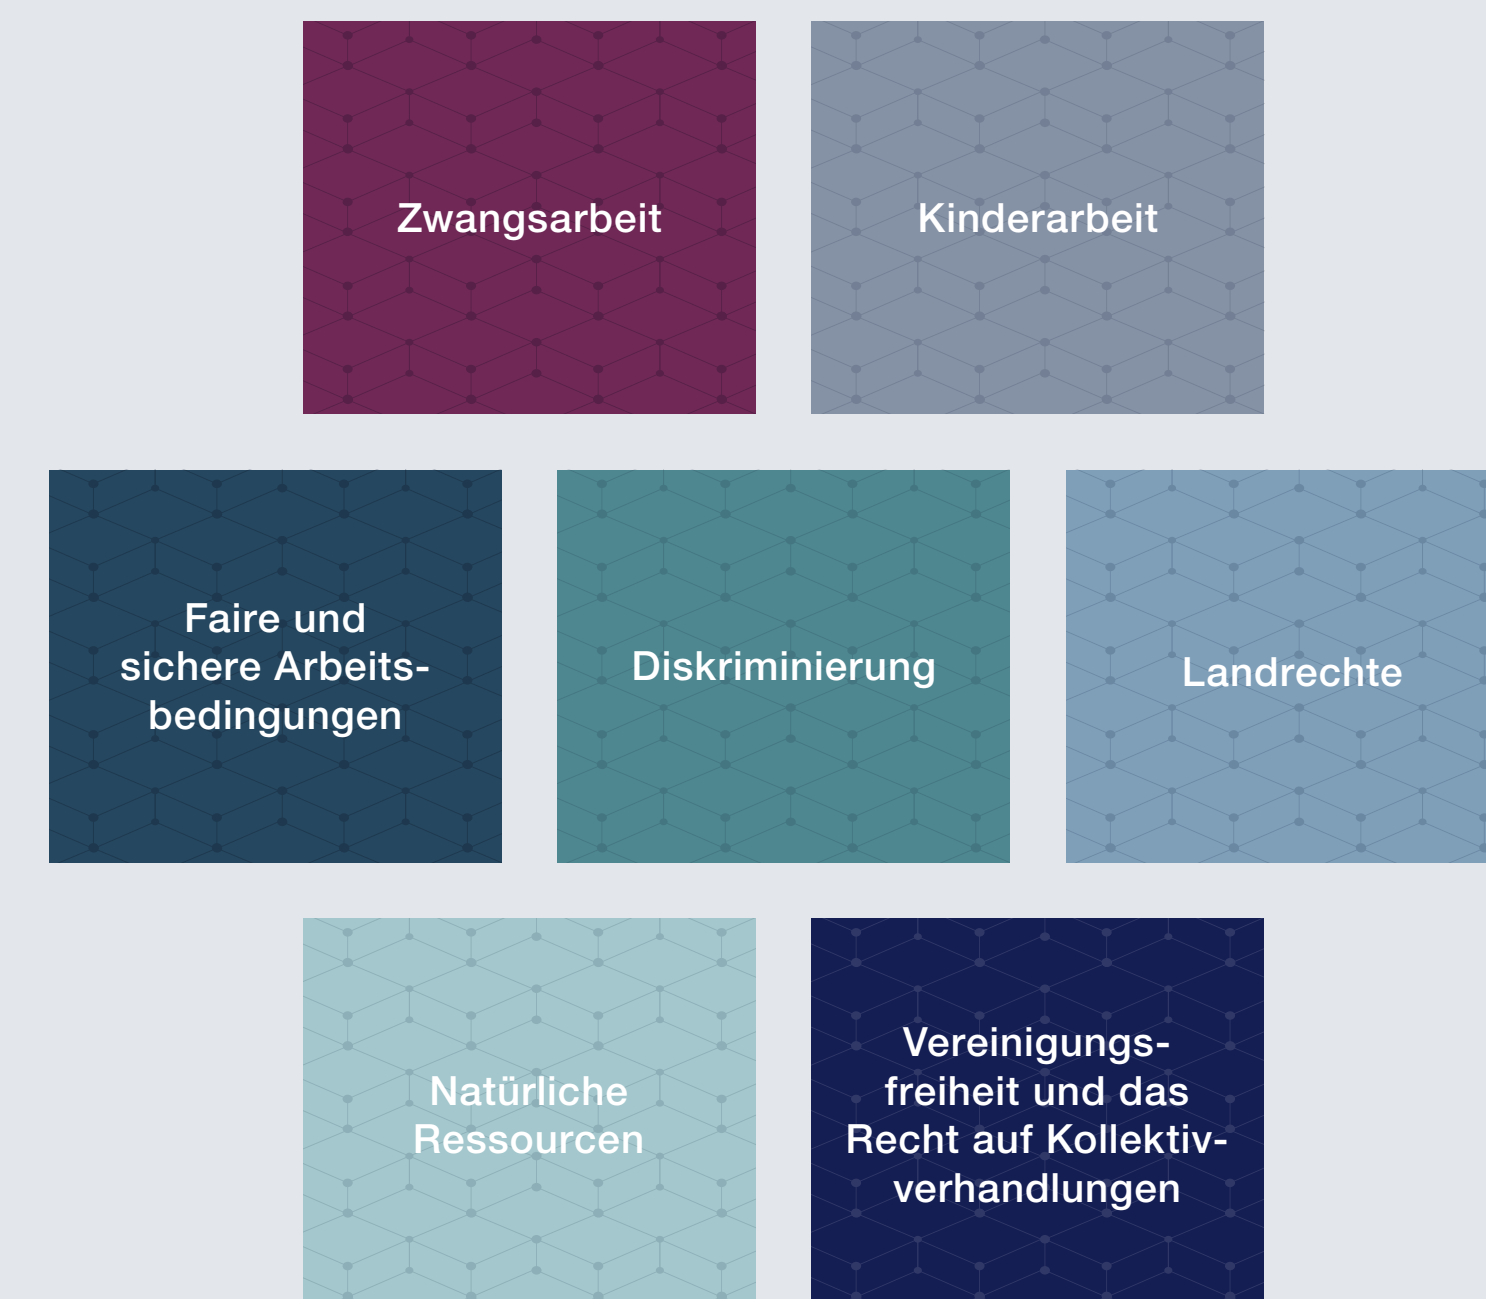 Zwangsarbeit
Kinderarbeit
Faire und
sichere Arbeits-
bedingungen
Diskriminierung
Landrechte
Natürliche
Ressourcen
Vereinigungs-
freiheit und das
Recht auf Kollektiv-
verhandlungen